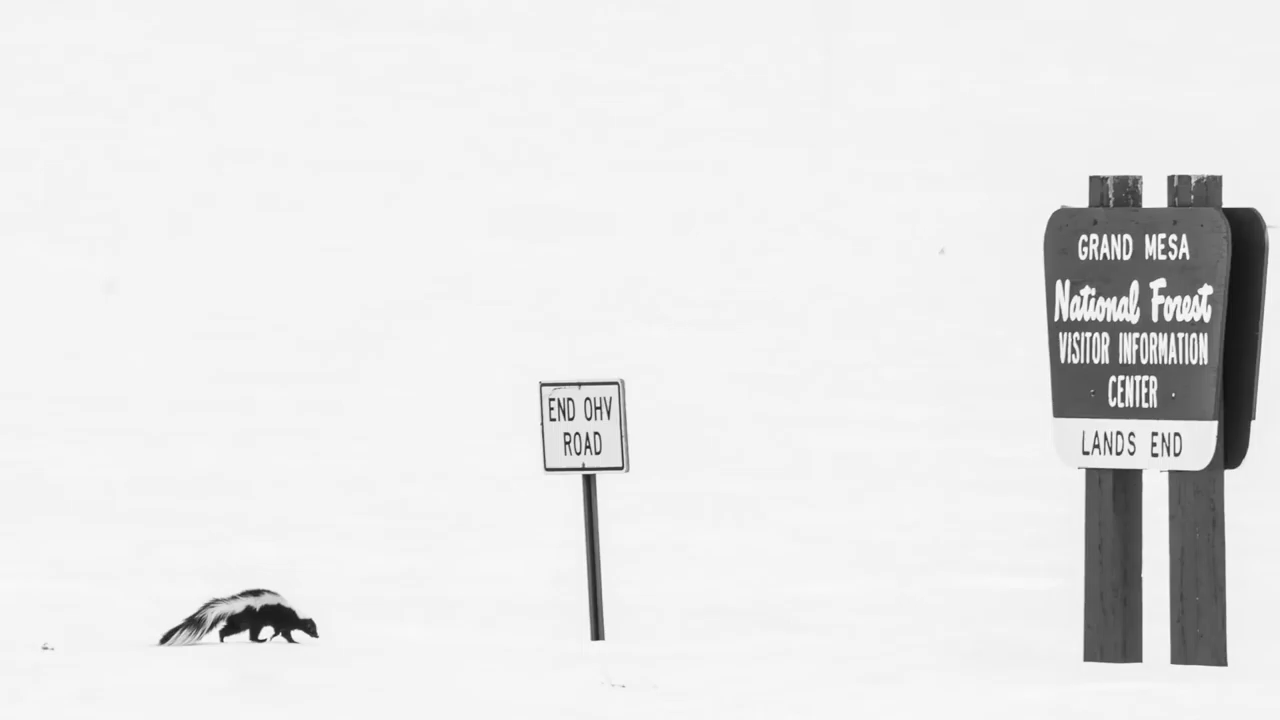 END OHV
ROAD
GRAND MESA
National Forest
VISITOR INFORMATION
CENTER
LANDS END